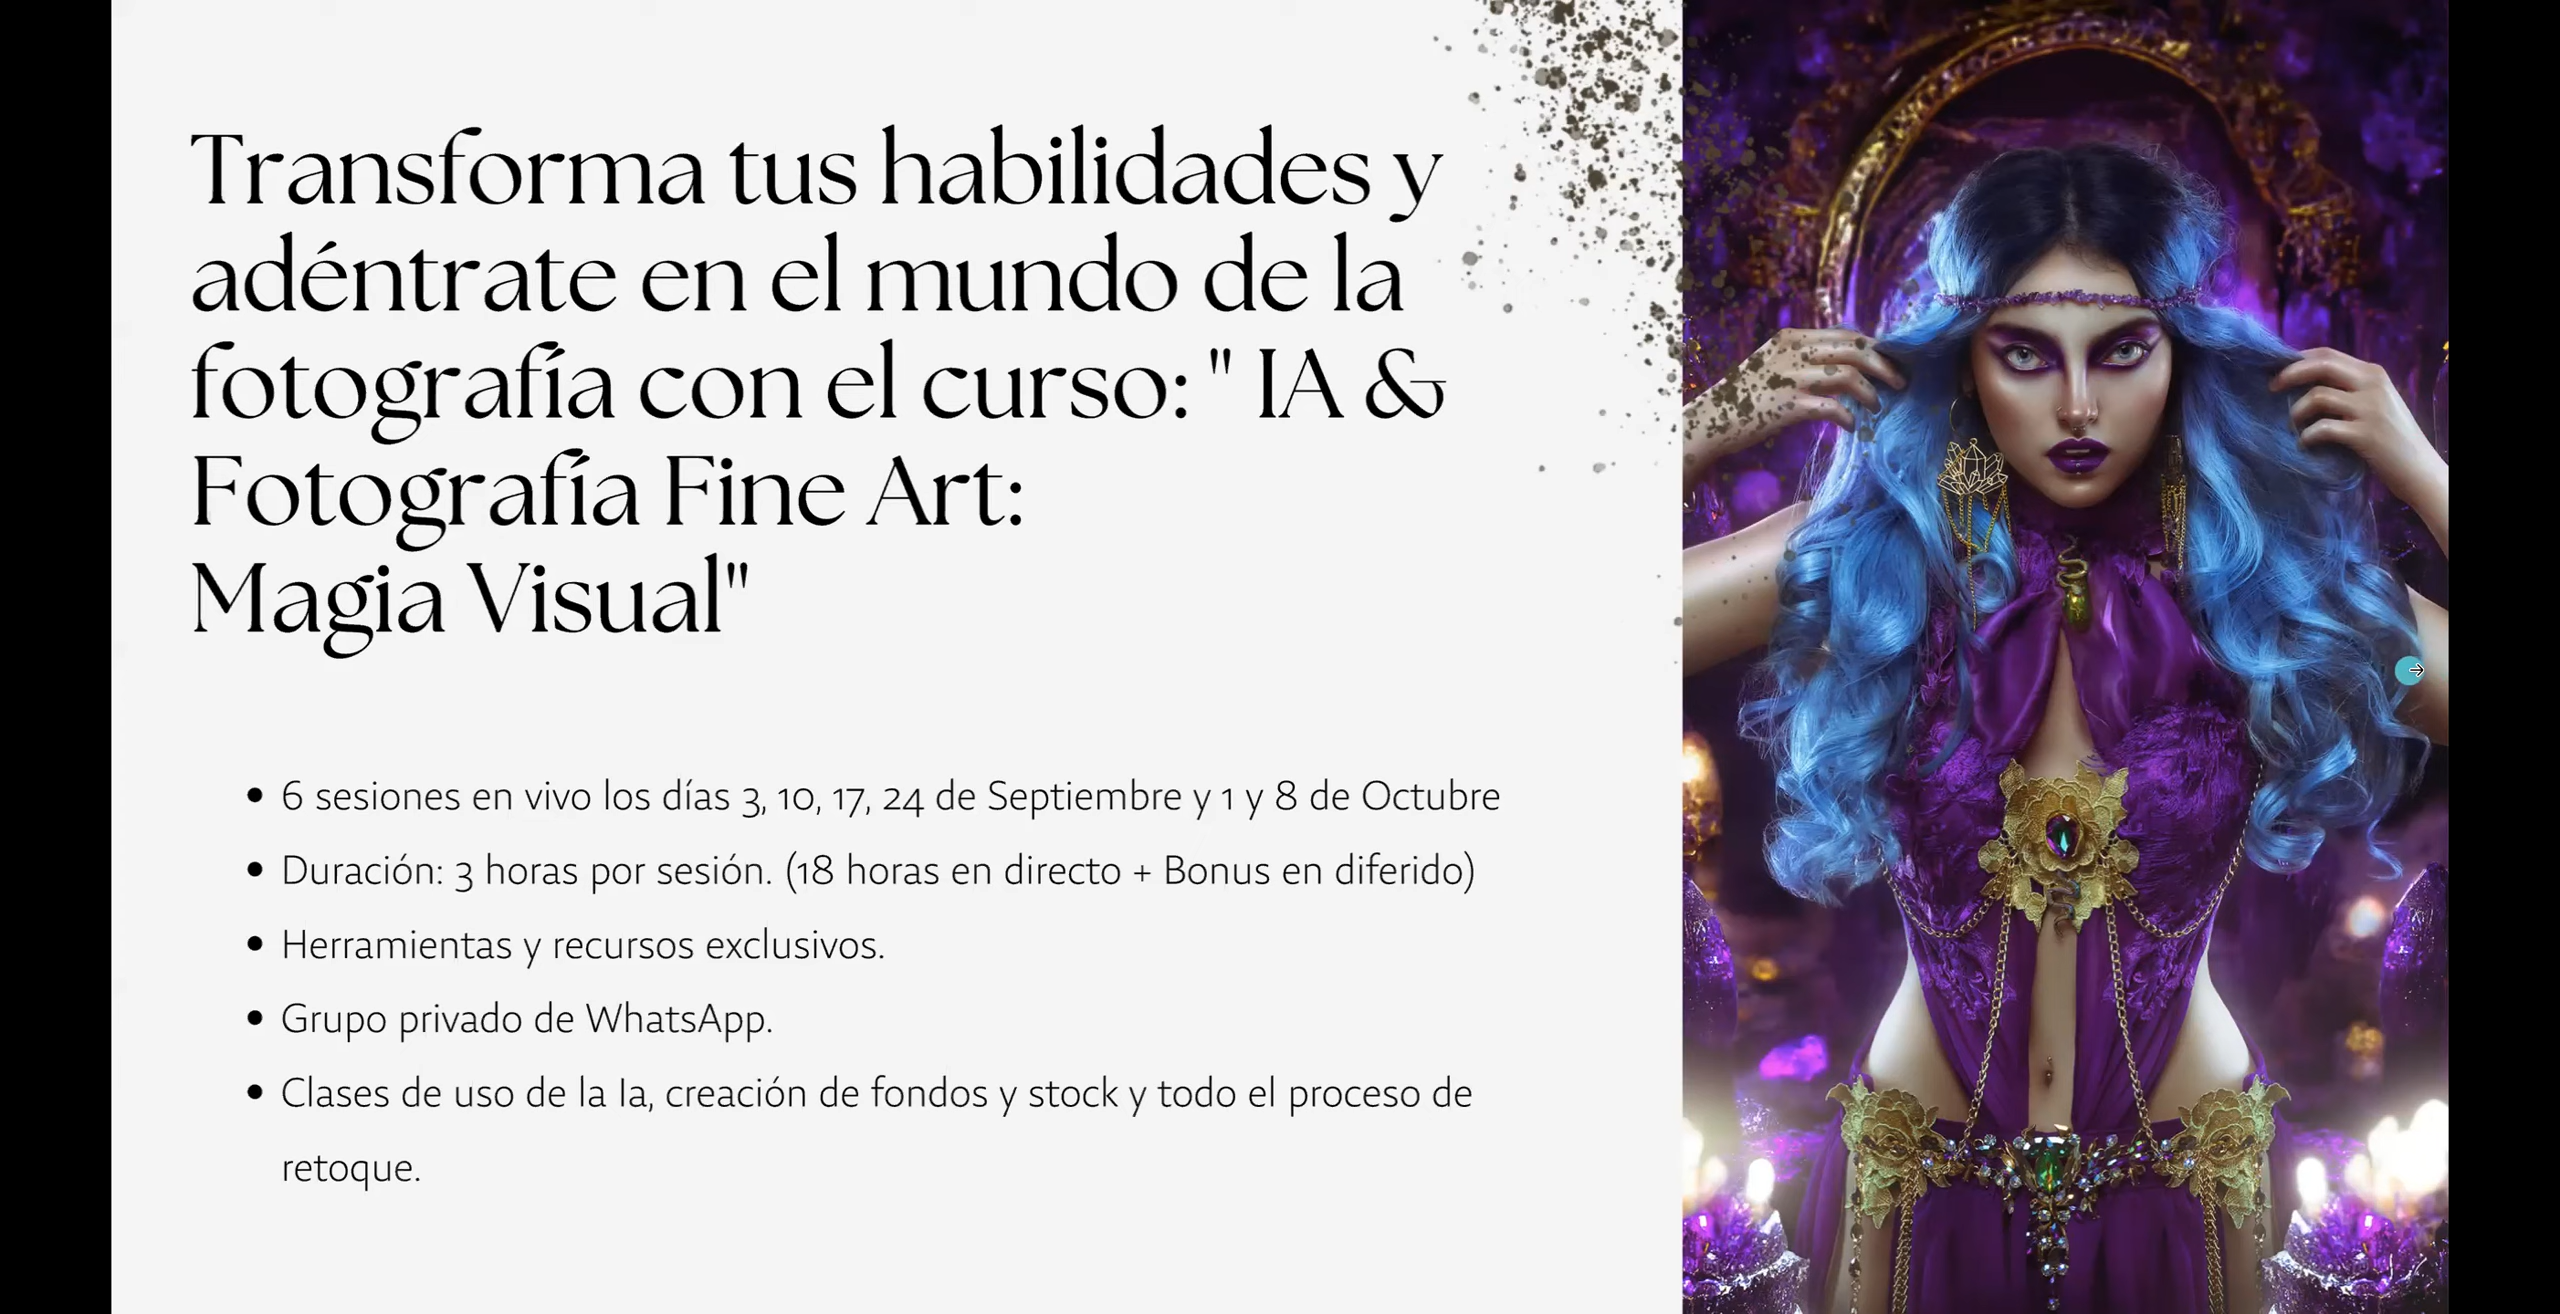 Transforma tus habilidades y
adéntrate en el mundo de la
fotografía con el curso: " IA &
Fotografía Fine Art:
Magia Visual"
• 6 sesiones en vivo los días 3, 10, 17, 24 de Septiembre y 1 y 8 de Octubre
• Duración: 3 horas por sesión. (18 horas en directo + Bonus en diferido)
• Herramientas y recursos exclusivos.
• Grupo privado de WhatsApp.
• Clases de uso de la Ia, creación de fondos y stock y todo el proceso de
retoque.